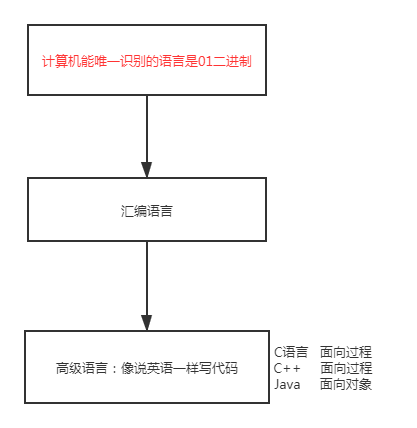 计算机能唯一识别的语言是01二进制
汇编语言
高级语言：像说英语一样写代码
C语言 面向过程
C++ 面向过程
Java 面向对象